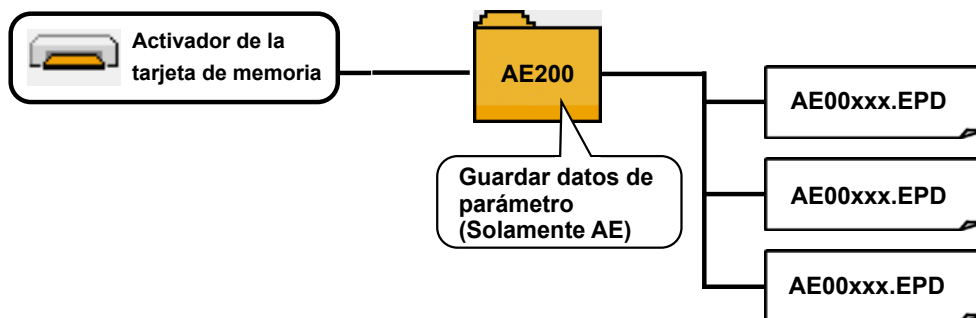 Activador de la
tarjeta de memoria
AE200
Guardar datos de
parámetro
(Solamente AE)
AE00xxx.EPD
AE00xxx.EPD
AE00xxx.EPD